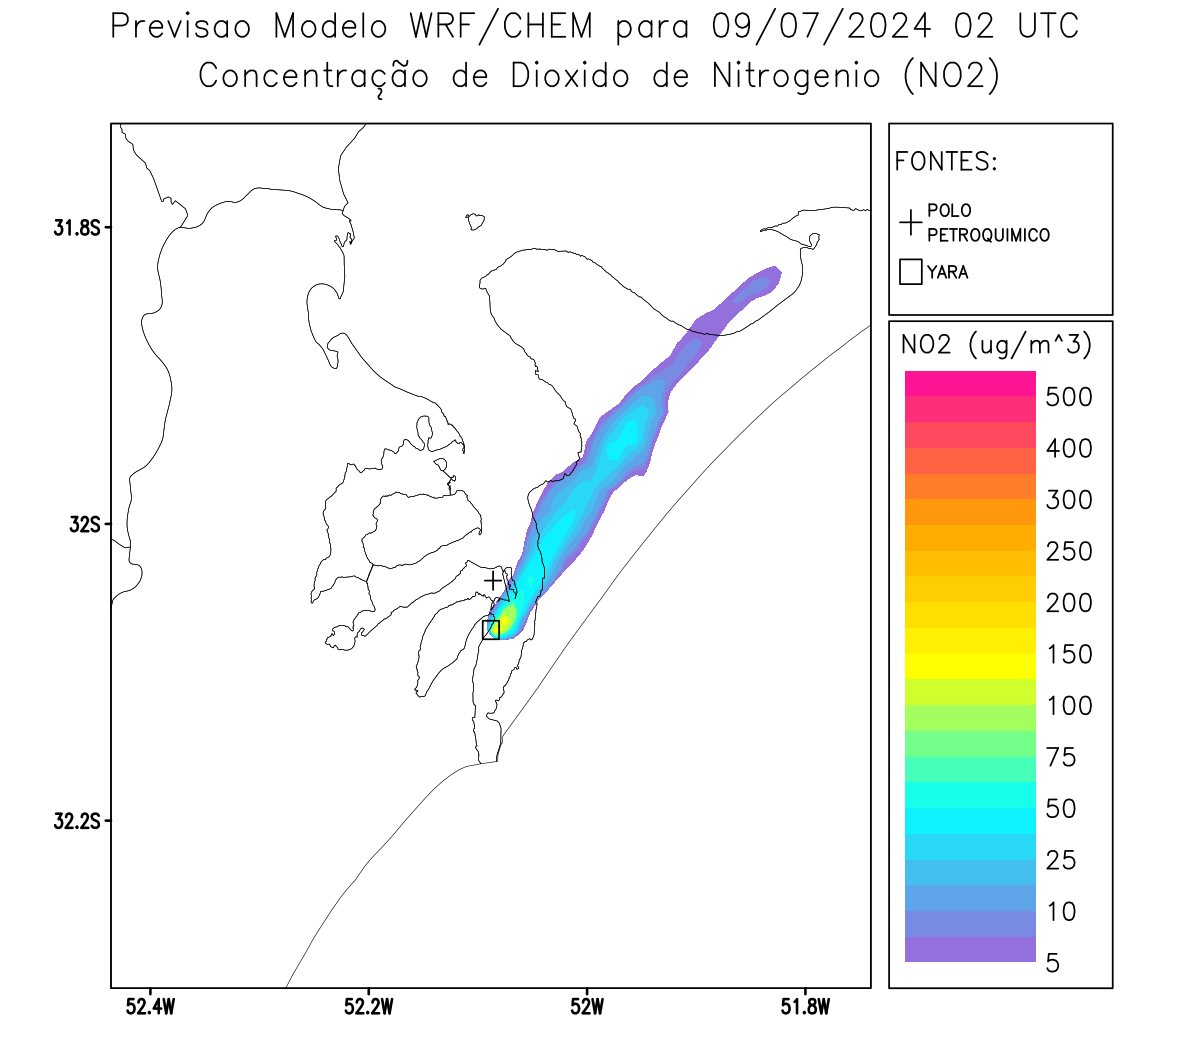 Previsao Modelo WRF/CHEM para 09/07/2024 02 UTC
Concentração de Dioxido de Nitrogenio (NO2)
FONTES:
POLO
PETROQUIMICO
YARA
31.8S
32S
32.2S
52.4W
52.2W
52W
51.8W
NO2 (ug/m^3)
500
400
300
250
200
150
100
75
50
25
10
5